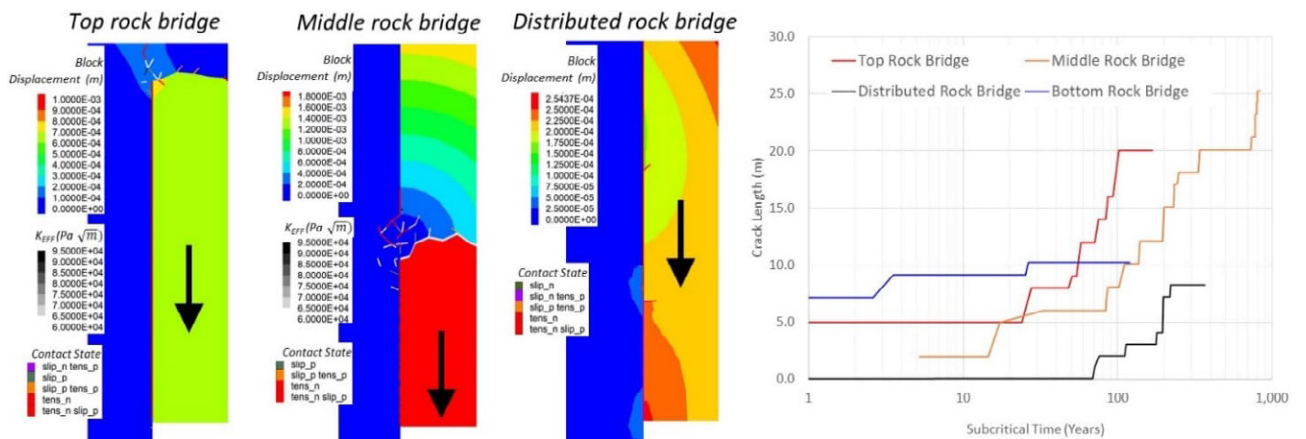 Top rock bridge
Block
Displacement (m)
1.0000E-03
9.0000E-04
8.0000E-04
7.0000E-04
6.0000E-04
5.0000E-04
4.0000E-04
3.0000E-04
2.0000E-04
1.0000E-04
0.0000E+00
K_EFF (Pa √m)
9.5000E+04
9.0000E+04
8.5000E+04
8.0000E+04
7.5000E+04
7.0000E+04
6.5000E+04
6.0000E+04
Contact State
slip_n tens_p
slip_p
slip_p tens_p
tens_n
tens_n slip_p
Middle rock bridge
Block
Displacement (m)
1.8000E-03
1.6000E-03
1.4000E-03
1.2000E-03
1.0000E-03
8.0000E-04
6.0000E-04
4.0000E-04
2.0000E-04
0.0000E+00
K_EFF (Pa √m)
9.5000E+04
9.0000E+04
8.5000E+04
8.0000E+04
7.5000E+04
7.0000E+04
6.5000E+04
6.0000E+04
Contact State
slip_p
slip_p tens_p
tens_n
tens_n slip_p
Distributed rock bridge
Block
Displacement (m)
2.5437E-04
2.5000E-04
2.2500E-04
2.0000E-04
1.7500E-04
1.5000E-04
1.2500E-04
1.0000E-04
7.5000E-05
5.0000E-05
2.5000E-05
0.0000E+00
Contact State
slip_n
slip_n tens_p
slip_p tens_p
tens_n
tens_n slip_p
30.0
25.0
20.0
15.0
10.0
5.0
0.0
Crack Length (m)
Top Rock Bridge
Middle Rock Bridge
Distributed Rock Bridge
Bottom Rock Bridge
1
10
100
1,000
Subcritical Time (Years)